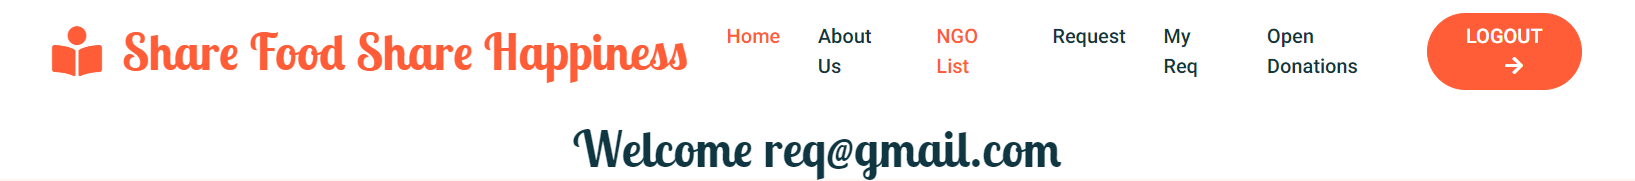 Share Food Share Happiness
Home
About
Us
NGO
List
Request
My
Req
Open
Donations
LOGOUT
Welcome req@gmail.com